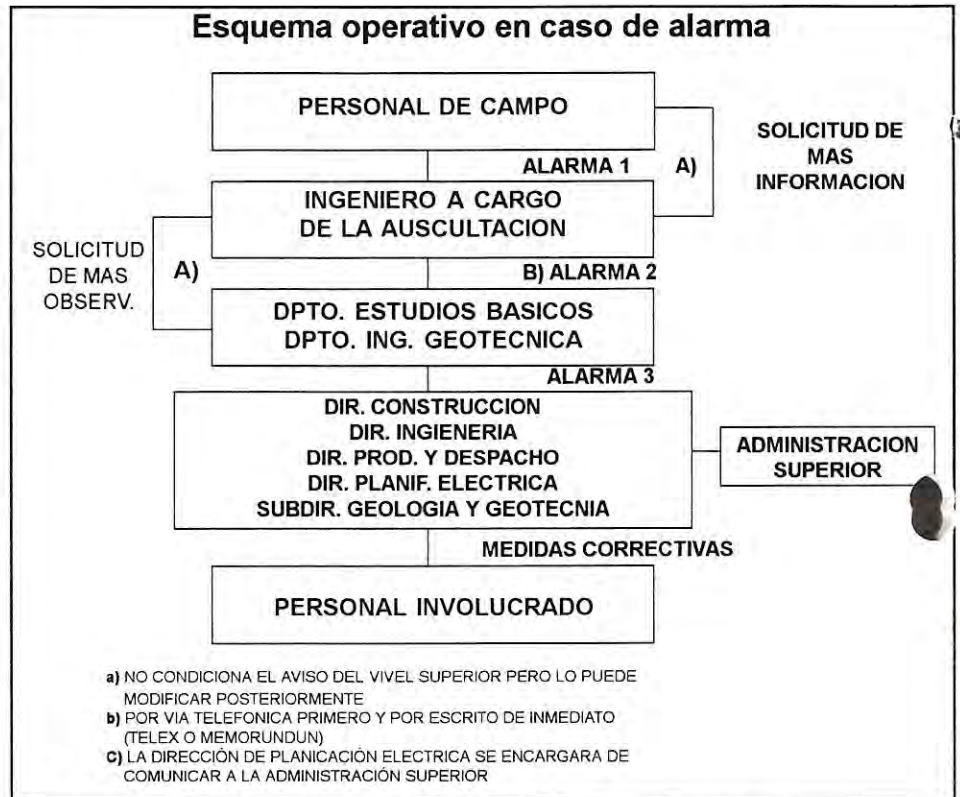 Esquema operativo en caso de alarma
PERSONAL DE CAMPO
ALARMA 1
A)
SOLICITUD DE
MAS
INFORMACION
INGENIERO A CARGO
DE LA AUSCULTACION
SOLICITUD
DE MAS
OBSERV.
A)
B) ALARMA 2
DPTO. ESTUDIOS BASICOS
DPTO. ING. GEOTECNICA
ALARMA 3
DIR. CONSTRUCCION
DIR. INGIENERIA
DIR. PROD. Y DESPACHO
DIR. PLANIF. ELECTRICA
SUBDIR. GEOLOGIA Y GEOTECNIA
ADMINISTRACION
SUPERIOR
MEDIDAS CORRECTIVAS
PERSONAL INVOLUCRADO
a) NO CONDICIONA EL AVISO DEL VIVEL SUPERIOR PERO LO PUEDE
MODIFICAR POSTERIORMENTE
b) POR VIA TELEFONICA PRIMERO Y POR ESCRITO DE INMEDIATO
(TELEX O MEMORUNDUN)
C) LA DIRECCIÓN DE PLANICACIÓN ELECTRICA SE ENCARGARA DE
COMUNICAR A LA ADMINISTRACIÓN SUPERIOR